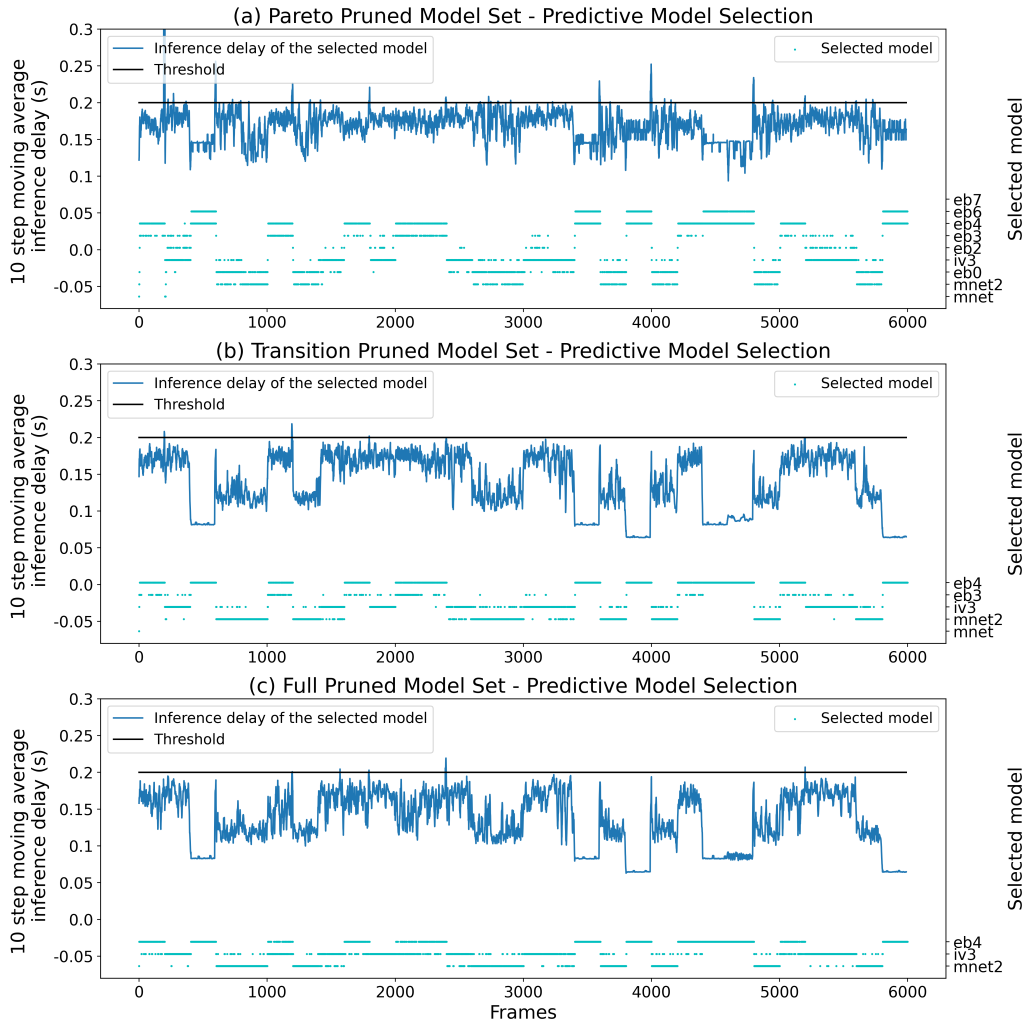 (a) Pareto Pruned Model Set - Predictive Model Selection
0.3
0.25
0.2
0.15
0.1
0.05
0.0
-0.05
10 step moving average
inference delay (s)
Inference delay of the selected model
Threshold
Selected model
eb7
eb6
eb4
eb3
eb2
iv3
eb0
mnet2
mnet
Selected model
0 1000 2000 3000 4000 5000 6000
(b) Transition Pruned Model Set - Predictive Model Selection
0.3
0.25
0.2
0.15
0.1
0.05
0.0
-0.05
10 step moving average
inference delay (s)
Inference delay of the selected model
Threshold
Selected model
eb4
eb3
iv3
mnet2
mnet
Selected model
0 1000 2000 3000 4000 5000 6000
(c) Full Pruned Model Set - Predictive Model Selection
0.3
0.25
0.2
0.15
0.1
0.05
0.0
-0.05
10 step moving average
inference delay (s)
Inference delay of the selected model
Threshold
Selected model
eb4
iv3
mnet2
Selected model
0 1000 2000 3000 4000 5000 6000
Frames